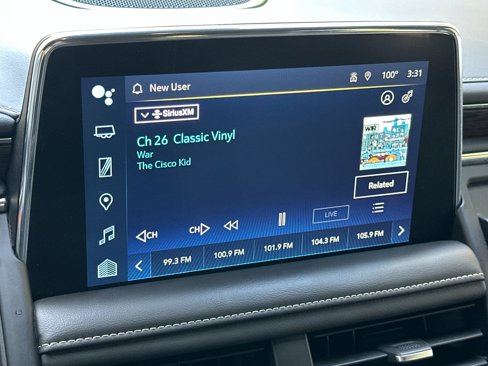 New User
100° 3:31
SiriusXM
Ch 26 Classic Vinyl
War
The Cisco Kid
WAR
Related
CH
CH
LIVE
99.3 FM 100.9 FM 101.9 FM 104.3 FM 105.9 FM